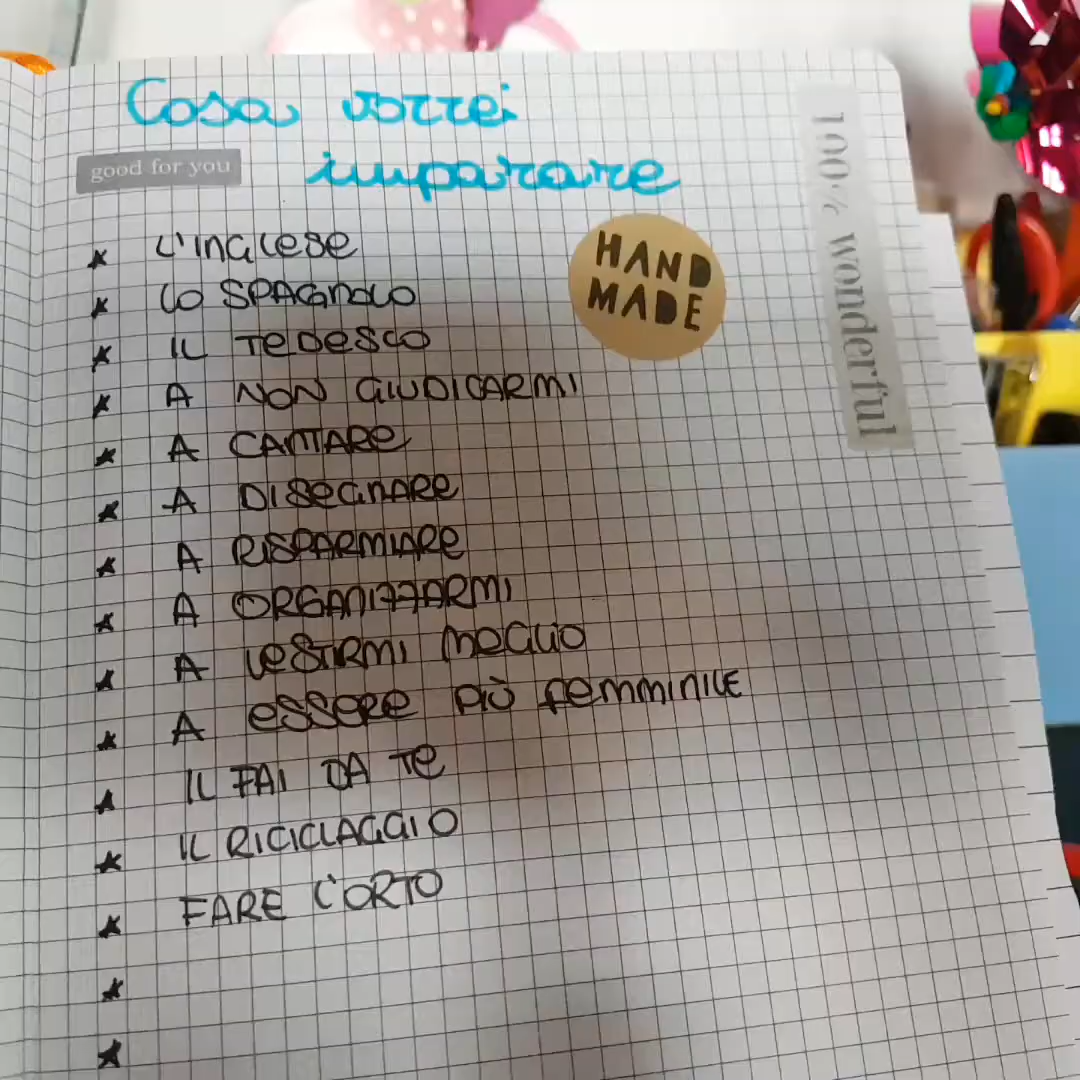 Cosa vorrei
imparare
good for you
HAND
MADE
100% wonderful
L'INGLESE
LO SPAGNOLO
IL TEDESCO
A NON GIUDICARMI
A CANTARE
A DISEGNARE
A RISPARMIARE
A ORGANIZZARMI
A VESTIRMI MEGLIO
A ESSERE PIÙ FEMMINILE
IL FAI DA TE
IL RICICLAGGIO
FARE L'ORTO